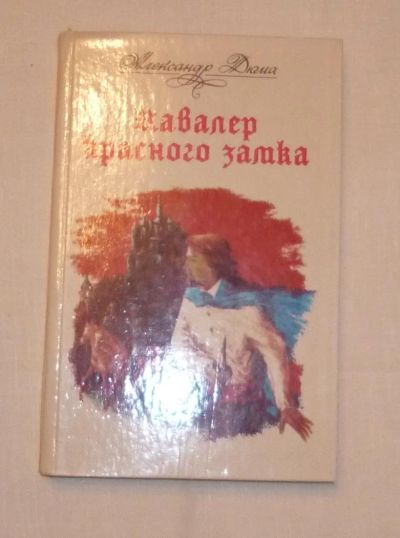 Александр Дюма
Кавалер
красного замка